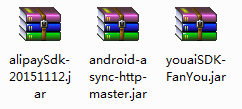 alipaySdk-
20151112.j
ar
android-a
sync-http-
master.jar
youaiSDK-
FanYou.jar